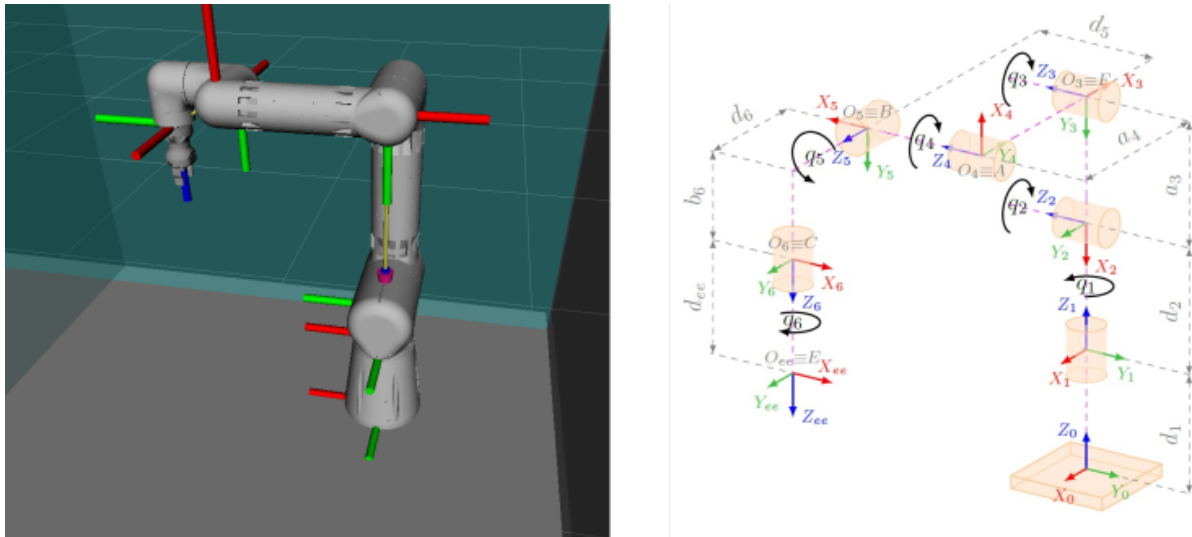 d₅
q₃
Z₃
O₃≡F
X₃
Y₃
d₆
X₅
O₅≡B
Z₅
Y₅
q₅
q₄
X₄
Z₄
Y₄
O₄≡A
a₄
a₃
b₆
q₂
Z₂
Y₂
X₂
O₆≡C
Y₆
X₆
Z₆
q₁
Z₁
d₂
dₑₑ
q₆
Oₑₑ≡E
Xₑₑ
Yₑₑ
Zₑₑ
X₁
Y₁
Z₀
d₁
X₀
Y₀